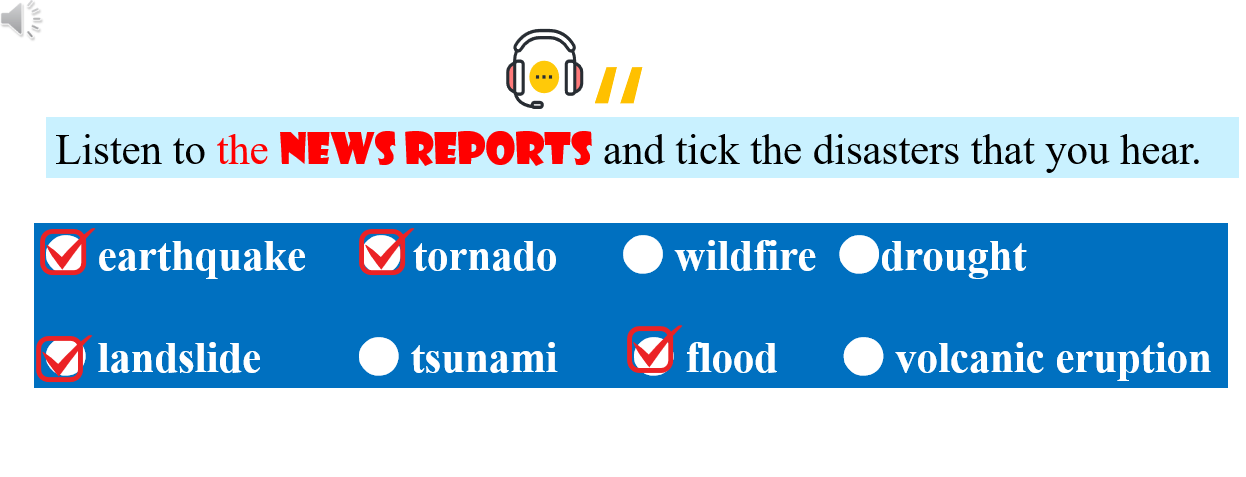 Listen to the NEWS REPORTS and tick the disasters that you hear.
earthquake tornado wildfire drought
landslide tsunami flood volcanic eruption